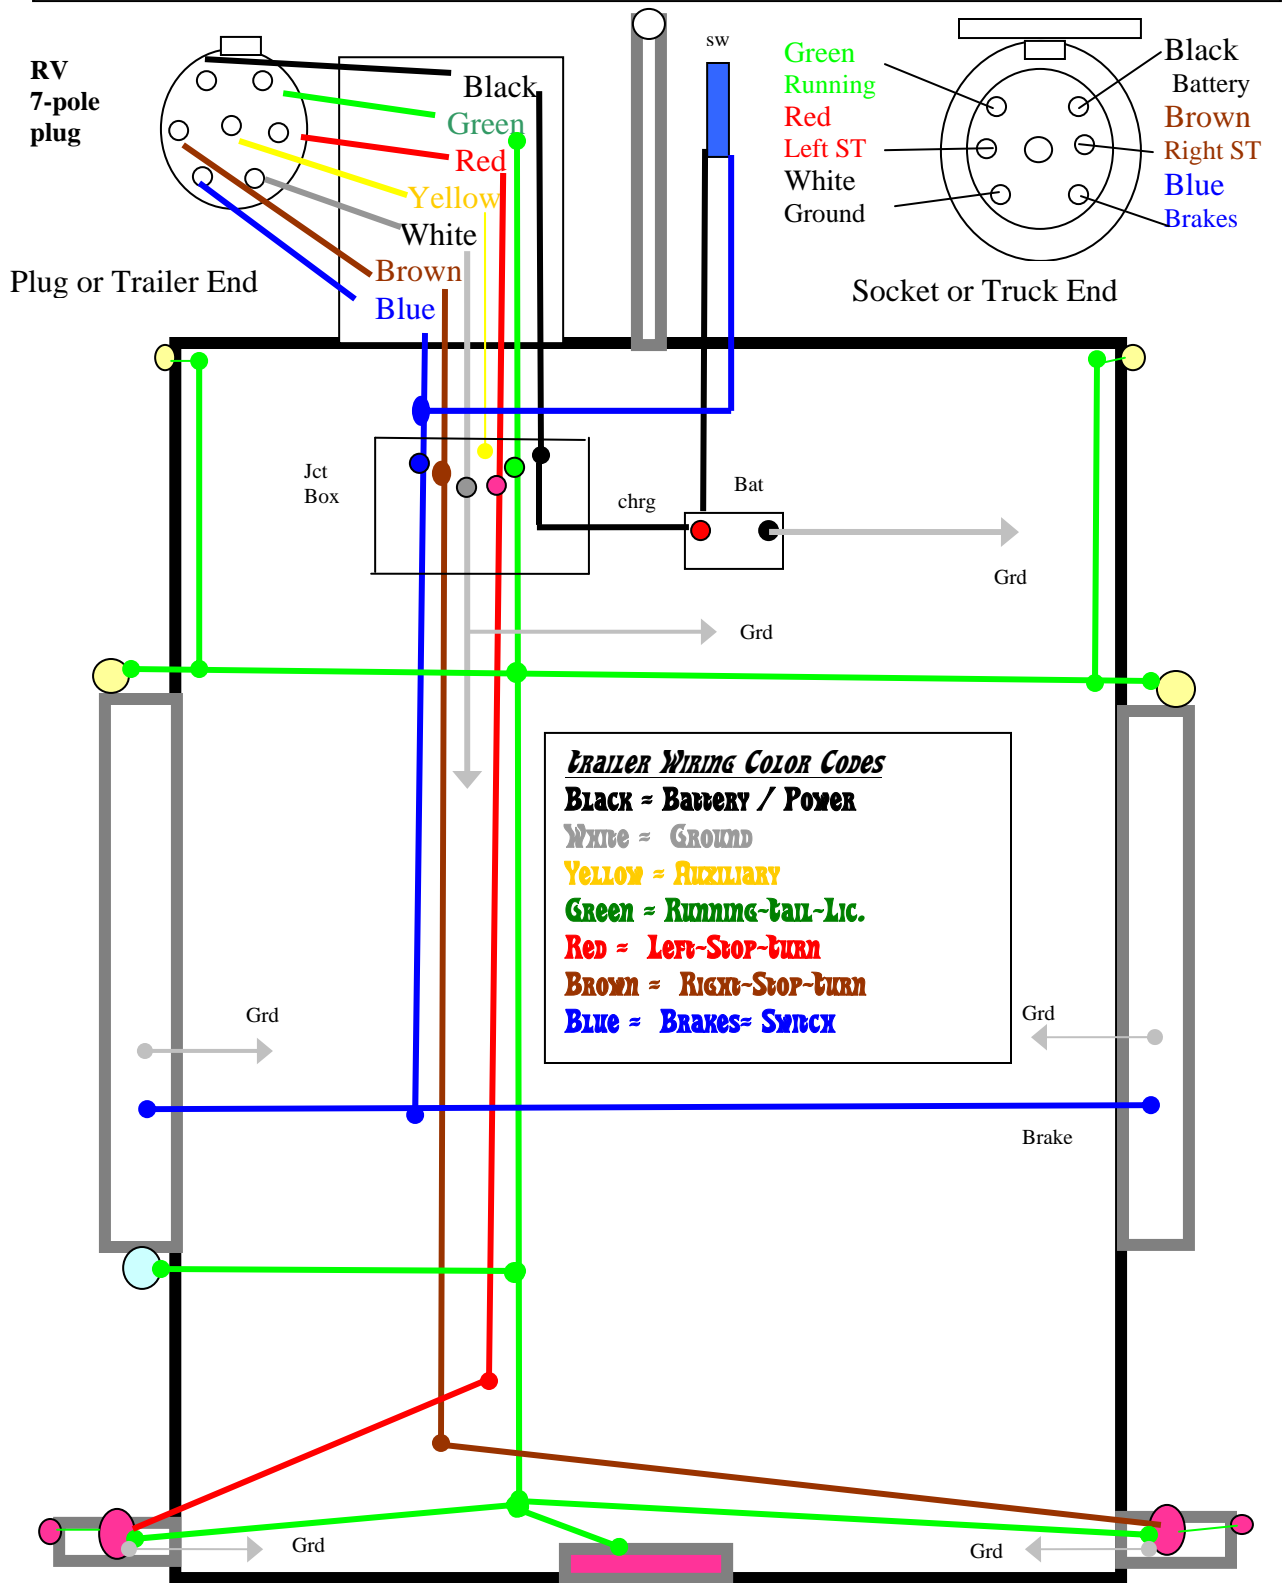 RV
7-pole
plug
Black
Green
Red
Yellow
White
Brown
Blue
Plug or Trailer End
sw
Green
Running
Red
Left ST
White
Ground
Black
Battery
Brown
Right ST
Blue
Brakes
Socket or Truck End
Jct
Box
chrg
Bat
Grd
Grd
Trailer Wiring Color Codes
Black = Battery / Power
White = Ground
Yellow = Auxiliary
Green = Running-tail-Lic.
Red = Left-Stop-turn
Brown = Right-Stop-turn
Blue = Brakes= Switch
Grd
Grd
Brake
Grd
Grd